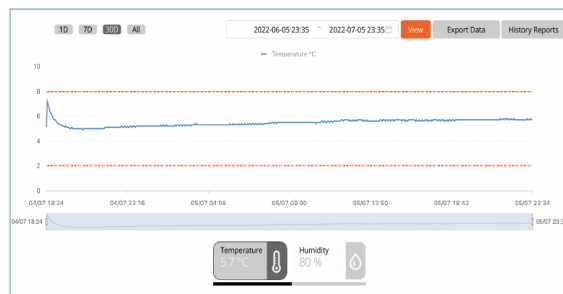 1D 7D 30D All 2022-06-05 23:35 ~ 2022-07-05 23:35 View Export Data History Reports
Temperature °C
10
8
6
4
2
0
04/07 18:24 04/07 23:16 05/07 04:08 05/07 09:00 05/07 13:50 05/07 18:42 05/07 23:34
04/07 18:24 05/07 23:3
Temperature Humidity
5.7 °C 80 %